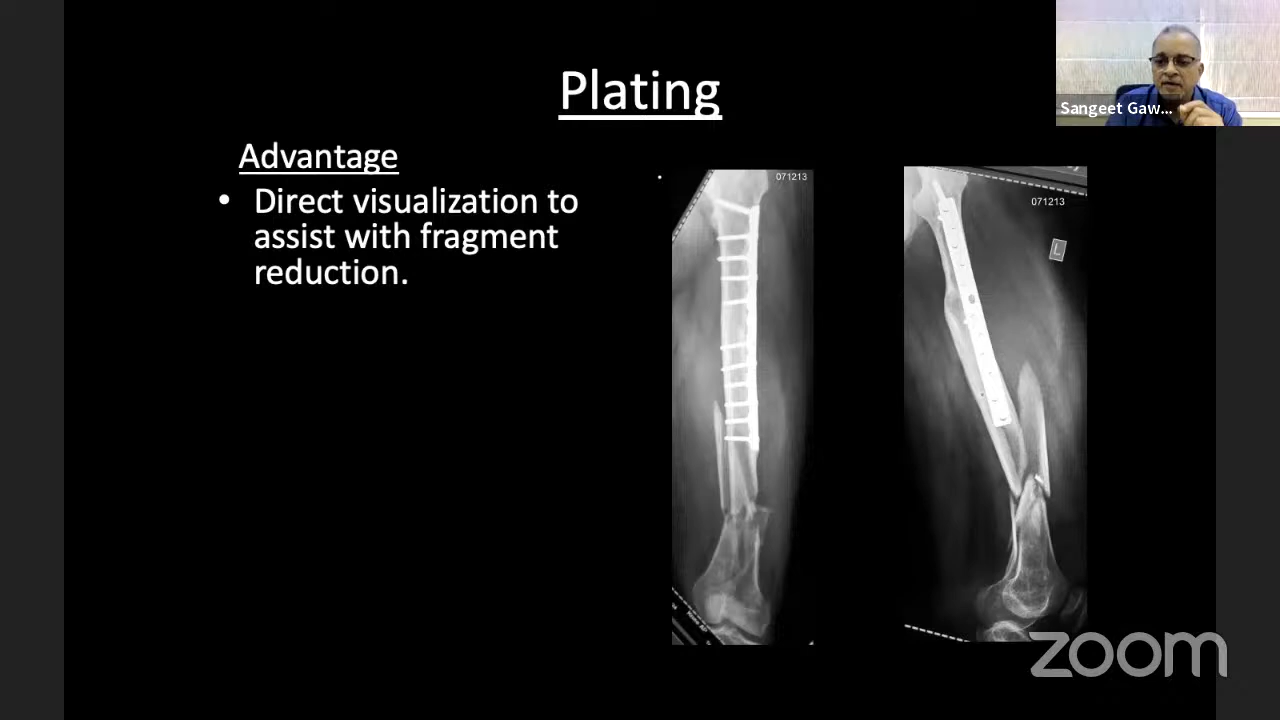 Plating
Sangeet Gaw...
Advantage
• Direct visualization to
assist with fragment
reduction.
071213
071213
L
zoom